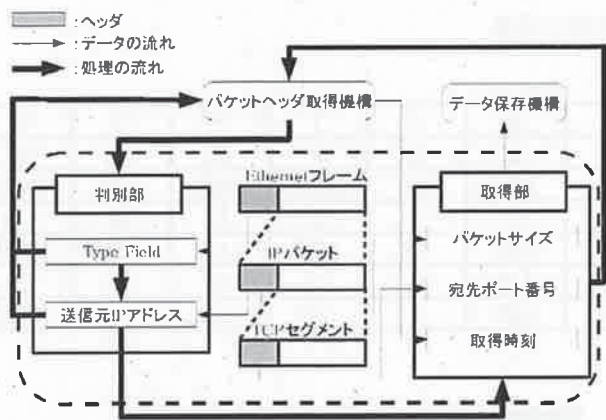 :ヘッダ
:データの流れ
:処理の流れ
パケットヘッダ取得機構
データ保存機構
判別部
Ethernetフレーム
取得部
Type Field
IPパケット
パケットサイズ
送信元IPアドレス
宛先ポート番号
TCPセグメント
取得時刻